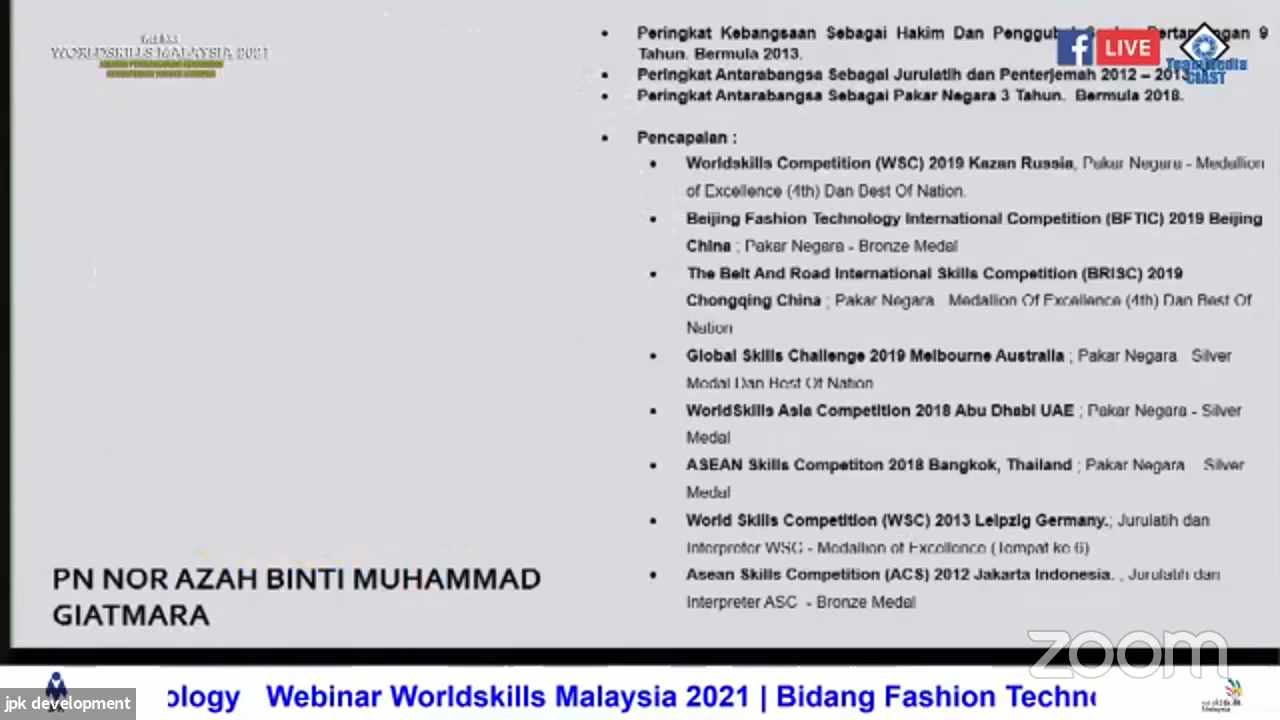 WORLDSKILLS MALAYSIA 2021
Peringkat Kebangsaan Sebagai Hakim Dan 9
Tahun. Bermula 2013.
Peringkat Antarabangsa Sebagai Jurulatih dan Penterjemah 2012 – 2013
Peringkat Antarabangsa Sebagai Pakar Negara 3 Tahun. Bermula 2018.
LIVE
Pencapaian :
Worldskills Competition (WSC) 2019 Kazan Russia, Pakar Negara - Medallion
of Excellence (4th) Dan Best Of Nation.
Beijing Fashion Technology International Competition (BFTIC) 2019 Beijing
China ; Pakar Negara - Bronze Medal
The Belt And Road International Skills Competition (BRISC) 2019
Chongqing China ; Pakar Negara Medallion Of Excellence (4th) Dan Best Of
Nation
Global Skills Challenge 2019 Melbourne Australia ; Pakar Negara Silver
Medal Dan Best Of Nation
WorldSkills Asia Competition 2018 Abu Dhabi UAE ; Pakar Negara - Silver
Medal
ASEAN Skills Competiton 2018 Bangkok, Thailand ; Pakar Negara Silver
Medal
World Skills Competition (WSC) 2013 Leipzig Germany.; Jurulatih dan
Interpreter WSC - Medallion of Excellence (Tempat ke 6)
Asean Skills Competition (ACS) 2012 Jakarta Indonesia. , Jurulatih dan
Interpreter ASC - Bronze Medal
PN NOR AZAH BINTI MUHAMMAD
GIATMARA
zoom
jpk development
ology Webinar Worldskills Malaysia 2021 | Bidang Fashion Techno